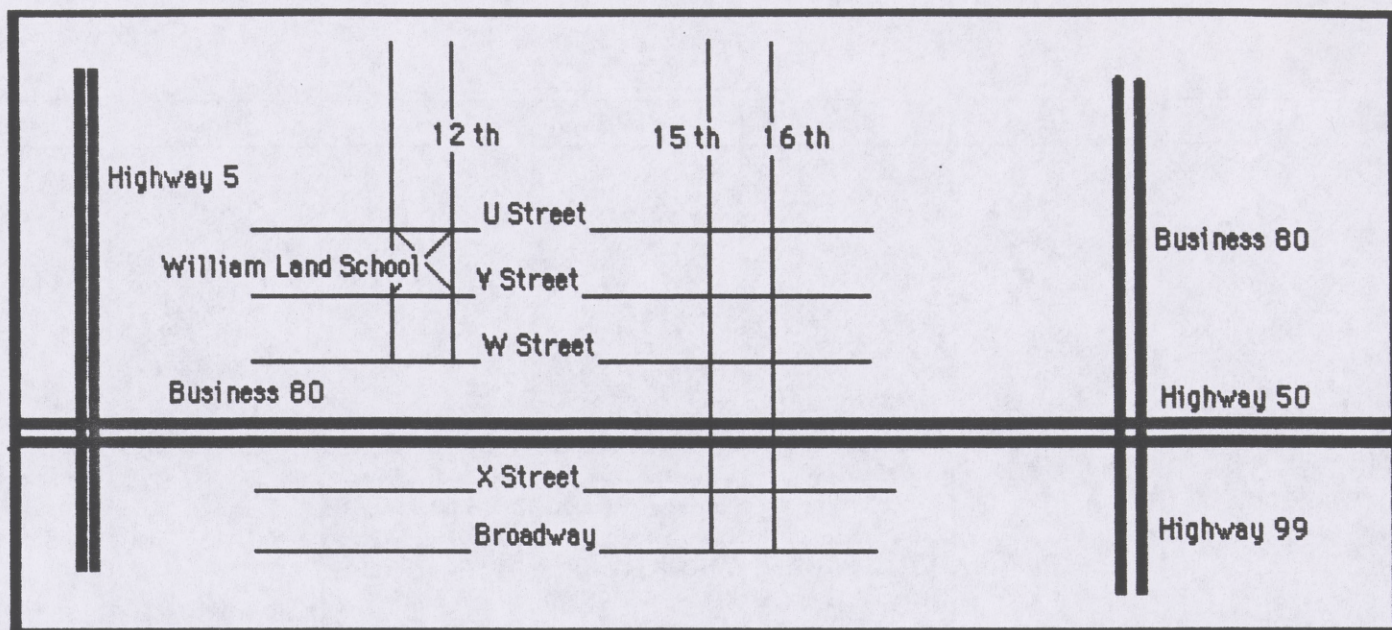 12 th
15 th
16 th
Highway 5
U Street
Business 80
William Land School
V Street
W Street
Business 80
Highway 50
X Street
Broadway
Highway 99